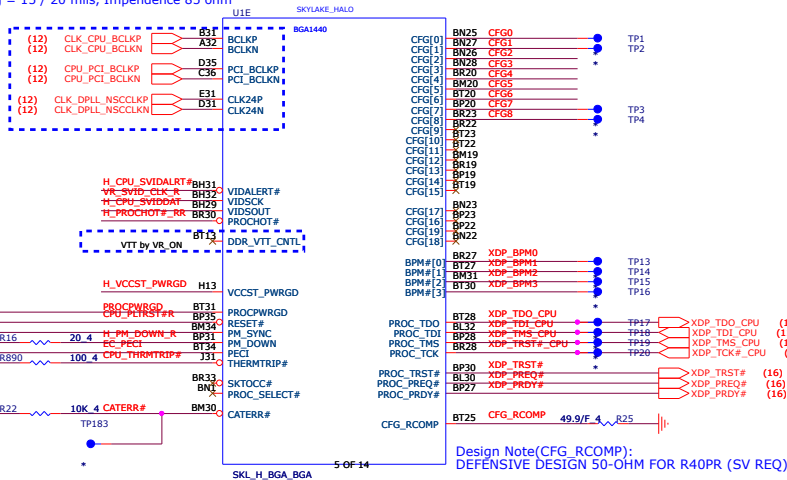 = 15 / 20 mils, Impendence 85 ohm
U1E SKYLAKE_HALO
BGA1440
(12) CLK_CPU_BCLKP B31 BCLKP
(12) CLK_CPU_BCLKN A32 BCLKN
(12) CPU_PCI_BCLKP D35 PCI_BCLKP
(12) CPU_PCI_BCLKN C36 PCI_BCLKN
(12) CLK_DPLL_NSCCLKP E31 CLK24P
(12) CLK_DPLL_NSCCLKN D31 CLK24N
H_CPU_SVIDALRT# BH31 VIDALERT#
VR_SVID_CLK_R BH32 VIDSCK
H_CPU_SVIDDAT BH29 VIDSOUT
H_PROCHOT#_RR BR30 PROCHOT#
VTT by VR_ON BT13 DDR_VTT_CNTL
H_VCCST_PWRGD H13 VCCST_PWRGD
PROCPWRGD BT31 PROCPWRGD
CPU_PLTRST#R BP35 RESET#
BM34 PM_SYNC
R16 20_4 H_PM_DOWN_R BP31 PM_DOWN
EC_PECI BT34 PECI
R890 100_4 CPU_THRMTRIP# J31 THERMTRIP#
BR33 SKTOCC#
BN1 PROC_SELECT#
R22 10K_4 CATERR# BM30 CATERR#
TP183
*
CFG[0] BN25 CFG0 TP1
CFG[1] BN27 CFG1 TP2
CFG[2] BN26 CFG2 *
CFG[3] BN28 CFG3 *
CFG[4] BR20 CFG4
CFG[5] BM20 CFG5
CFG[6] BT20 CFG6
CFG[7] BP20 CFG7 TP3
CFG[8] BR23 CFG8 TP4
CFG[9] BR22 *
CFG[10] BT23 *
CFG[11] BT22
CFG[12] BM19
CFG[13] BR19
CFG[14] BP19
CFG[15] BT19
CFG[17] BN23
CFG[16] BP23
CFG[19] BP22
CFG[18] BN22
BPM#[0] BR27 XDP_BPM0 TP13
BPM#[1] BT27 XDP_BPM1 TP14
BPM#[2] BM31 XDP_BPM2 TP15
BPM#[3] BT30 XDP_BPM3 TP16
PROC_TDO BT28 XDP_TDO_CPU TP17 XDP_TDO_CPU (1
PROC_TDI BL32 XDP_TDI_CPU TP18 XDP_TDI_CPU (1
PROC_TMS BP28 XDP_TMS_CPU TP19 XDP_TMS_CPU (1
PROC_TCK BR28 XDP_TRST#_CPU TP20 XDP_TCK#_CPU (
PROC_TRST# BP30 XDP_TRST# XDP_TRST# (16)
PROC_PREQ# BL30 XDP_PREQ# XDP_PREQ# (16)
PROC_PRDY# BP27 XDP_PRDY# XDP_PRDY# (16)
CFG_RCOMP BT25 CFG_RCOMP 49.9/F_4 R25
5 OF 14
SKL_H_BGA_BGA
Design Note(CFG_RCOMP):
DEFENSIVE DESIGN 50-OHM FOR R40PR (SV REQ)